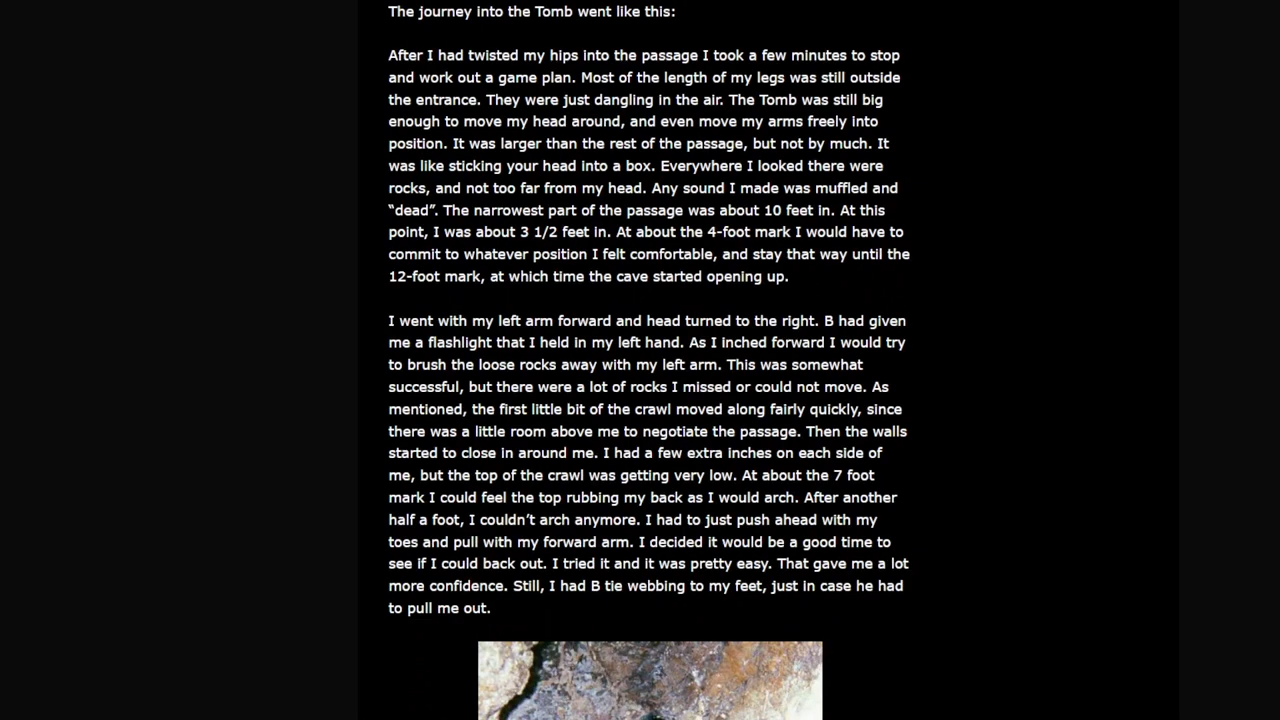 The journey into the Tomb went like this:
After I had twisted my hips into the passage I took a few minutes to stop
and work out a game plan. Most of the length of my legs was still outside
the entrance. They were just dangling in the air. The Tomb was still big
enough to move my head around, and even move my arms freely into
position. It was larger than the rest of the passage, but not by much. It
was like sticking your head into a box. Everywhere I looked there were
rocks, and not too far from my head. Any sound I made was muffled and
“dead”. The narrowest part of the passage was about 10 feet in. At this
point, I was about 3 1/2 feet in. At about the 4-foot mark I would have to
commit to whatever position I felt comfortable, and stay that way until the
12-foot mark, at which time the cave started opening up.
I went with my left arm forward and head turned to the right. B had given
me a flashlight that I held in my left hand. As I inched forward I would try
to brush the loose rocks away with my left arm. This was somewhat
successful, but there were a lot of rocks I missed or could not move. As
mentioned, the first little bit of the crawl moved along fairly quickly, since
there was a little room above me to negotiate the passage. Then the walls
started to close in around me. I had a few extra inches on each side of
me, but the top of the crawl was getting very low. At about the 7 foot
mark I could feel the top rubbing my back as I would arch. After another
half a foot, I couldn’t arch anymore. I had to just push ahead with my
toes and pull with my forward arm. I decided it would be a good time to
see if I could back out. I tried it and it was pretty easy. That gave me a lot
more confidence. Still, I had B tie webbing to my feet, just in case he had
to pull me out.